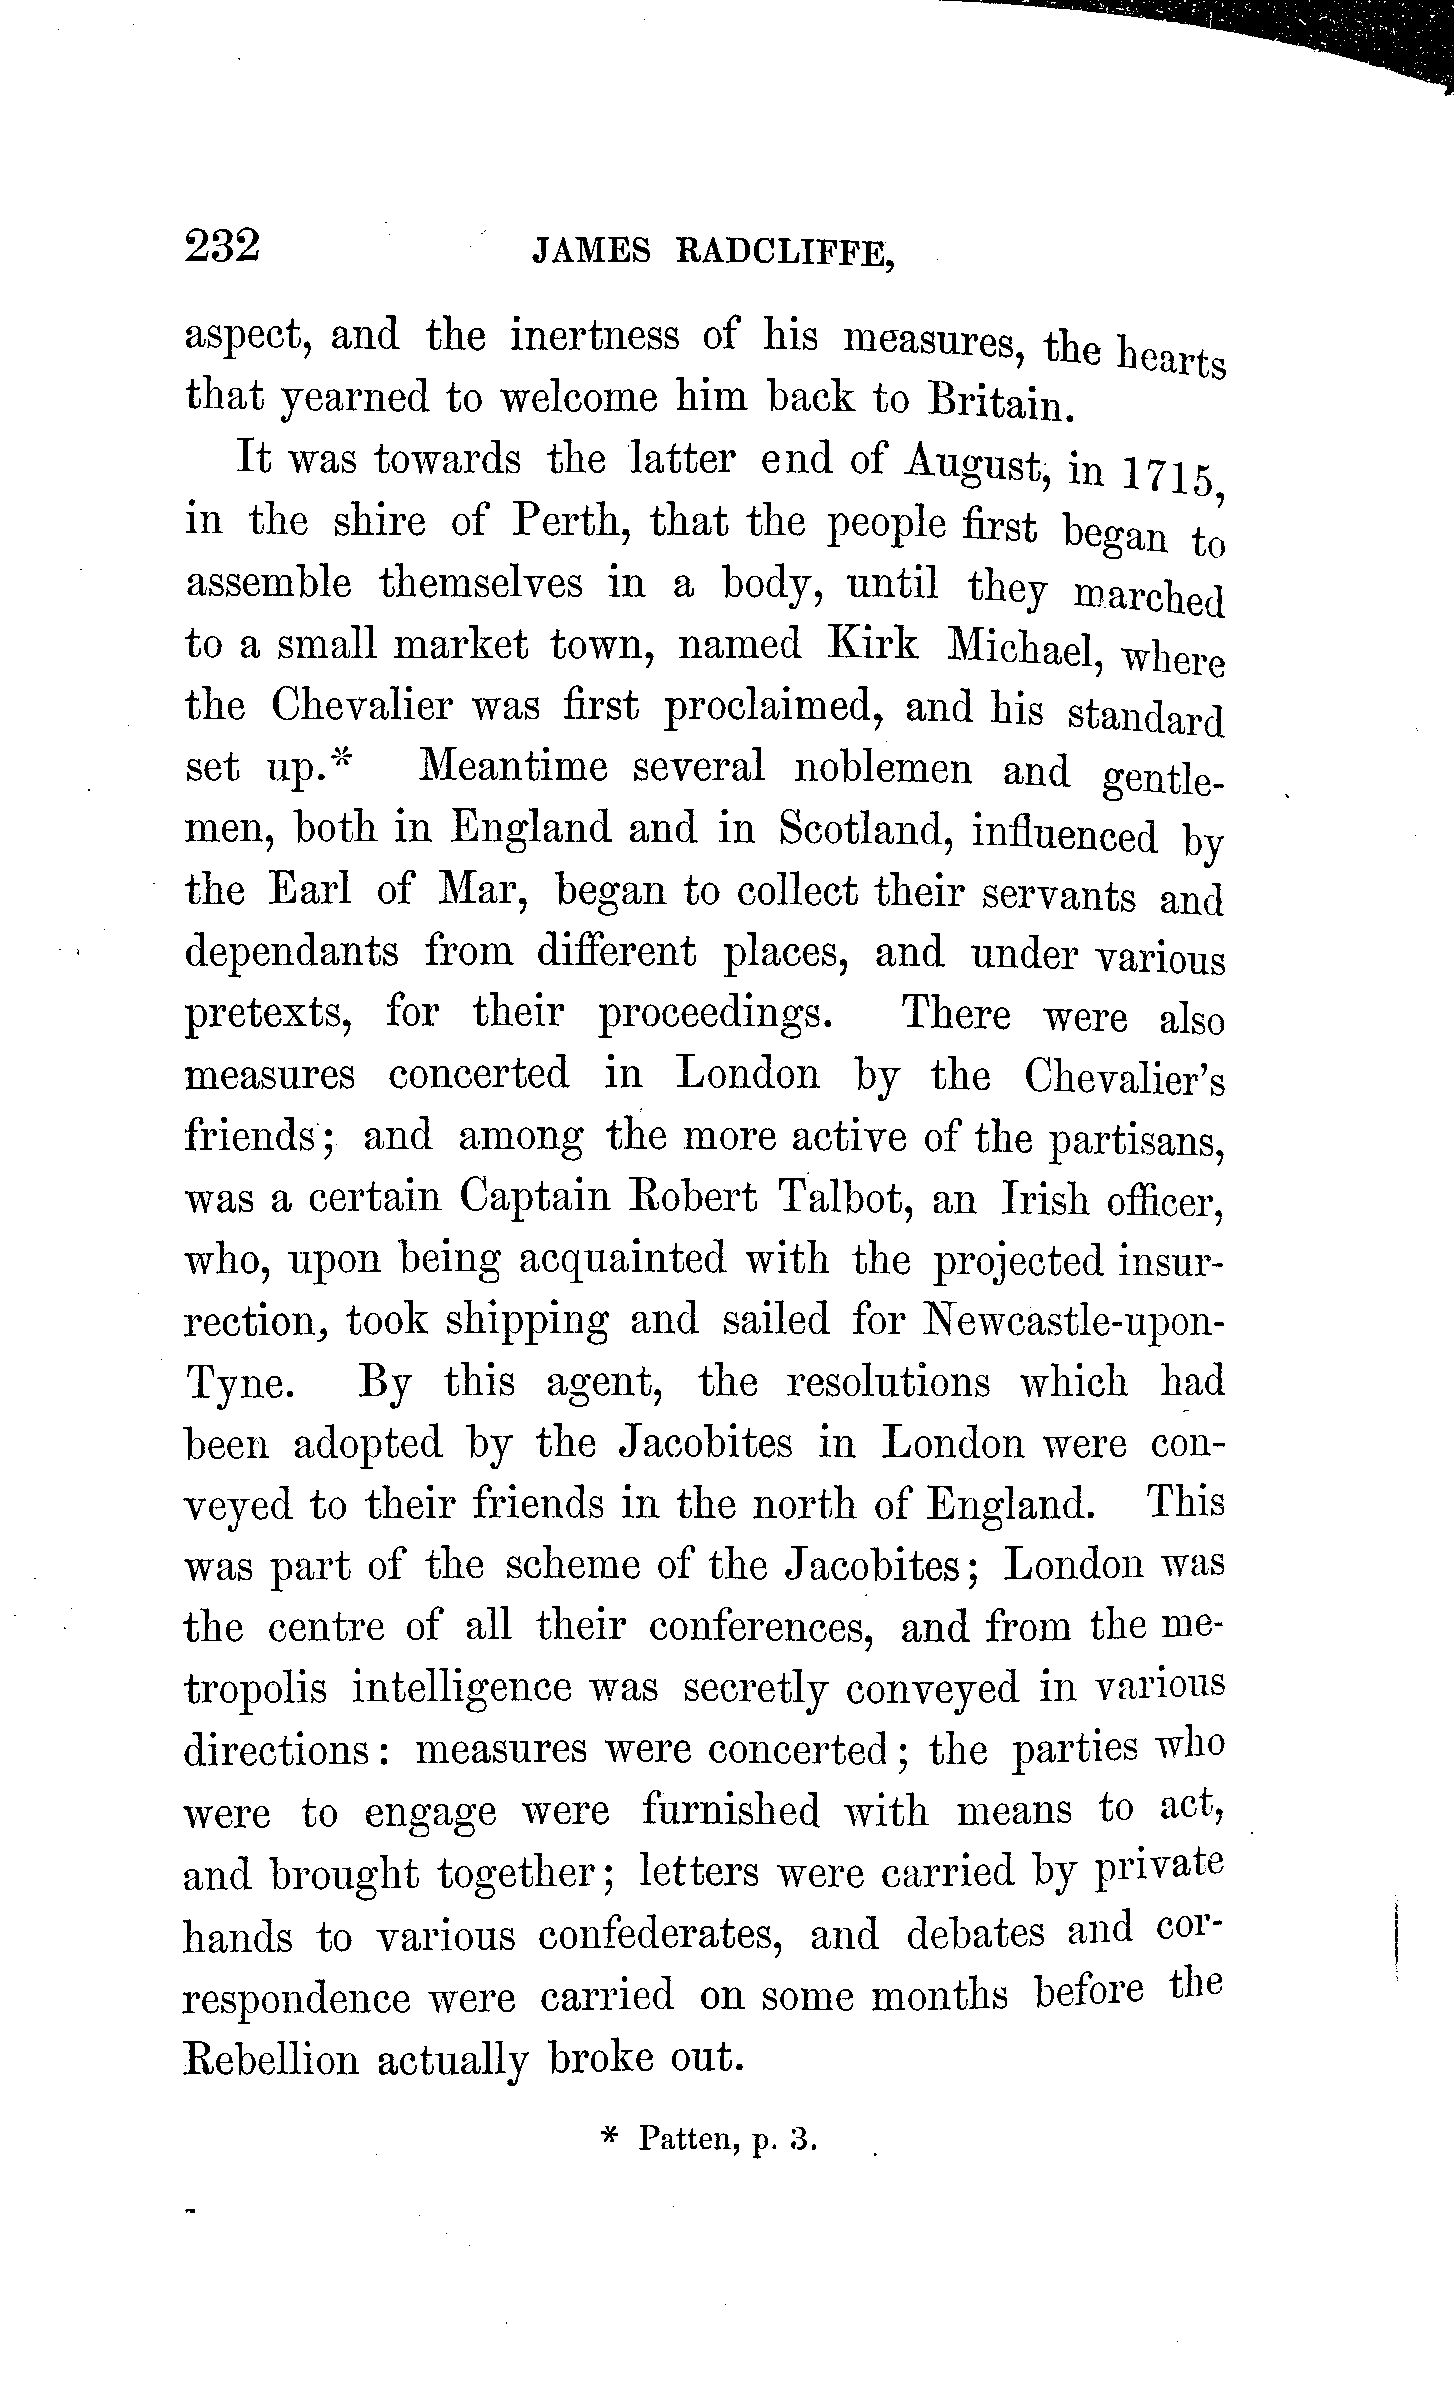 232 JAMES RADCLIFFE,
aspect, and the inertness of his measures, the hearts
that yearned to welcome him back to Britain.
It was towards the latter end of August, in 1715,
in the shire of Perth, that the people first began to
assemble themselves in a body, until they marched
to a small market town, named Kirk Michael, where
the Chevalier was first proclaimed, and his standard
set up.* Meantime several noblemen and gentle-
men, both in England and in Scotland, influenced by
the Earl of Mar, began to collect their servants and
dependants from different places, and under various
pretexts, for their proceedings. There were also
measures concerted in London by the Chevalier's
friends; and among the more active of the partisans,
was a certain Captain Robert Talbot, an Irish officer,
who, upon being acquainted with the projected insur-
rection, took shipping and sailed for Newcastle-upon-
Tyne. By this agent, the resolutions which had
been adopted by the Jacobites in London were con-
veyed to their friends in the north of England. This
was part of the scheme of the Jacobites; London was
the centre of all their conferences, and from the me-
tropolis intelligence was secretly conveyed in various
directions: measures were concerted; the parties who
were to engage were furnished with means to act,
and brought together; letters were carried by private
hands to various confederates, and debates and cor-
respondence were carried on some months before the
Rebellion actually broke out.
* Patten, p. 3.